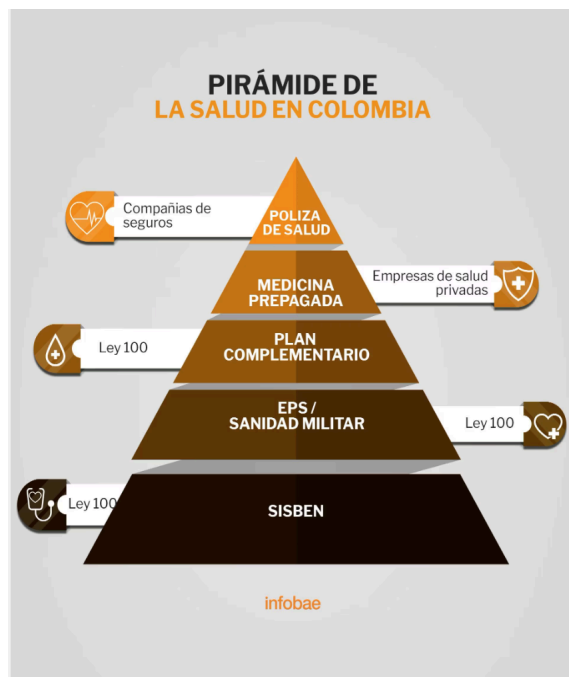 PIRÁMIDE DE
LA SALUD EN COLOMBIA
Compañias de
seguros
POLIZA
DE SALUD
MEDICINA
PREPAGADA
Empresas de salud
privadas
Ley 100
PLAN
COMPLEMENTARIO
EPS /
SANIDAD MILITAR
Ley 100
Ley 100
SISBEN
infobae